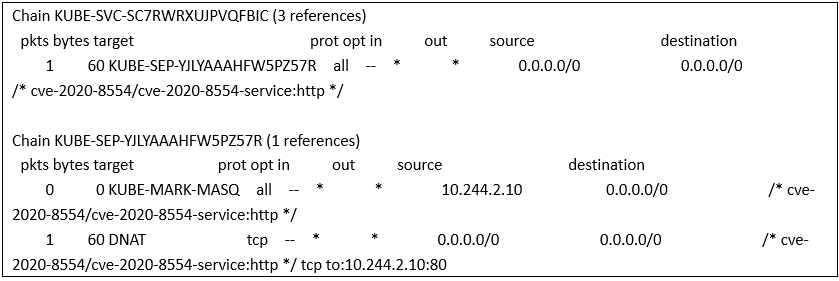 Chain KUBE-SVC-SC7RWRXUJPVQFBIC (3 references)
pkts bytes target prot opt in out source destination
1 60 KUBE-SEP-YJLYAAAHFW5PZ57R all -- * * 0.0.0.0/0 0.0.0.0/0
/* cve-2020-8554/cve-2020-8554-service:http */
Chain KUBE-SEP-YJLYAAAHFW5PZ57R (1 references)
pkts bytes target prot opt in out source destination
0 0 KUBE-MARK-MASQ all -- * * 10.244.2.10 0.0.0.0/0 /* cve-
2020-8554/cve-2020-8554-service:http */
1 60 DNAT tcp -- * * 0.0.0.0/0 0.0.0.0/0 /* cve-
2020-8554/cve-2020-8554-service:http */ tcp to:10.244.2.10:80